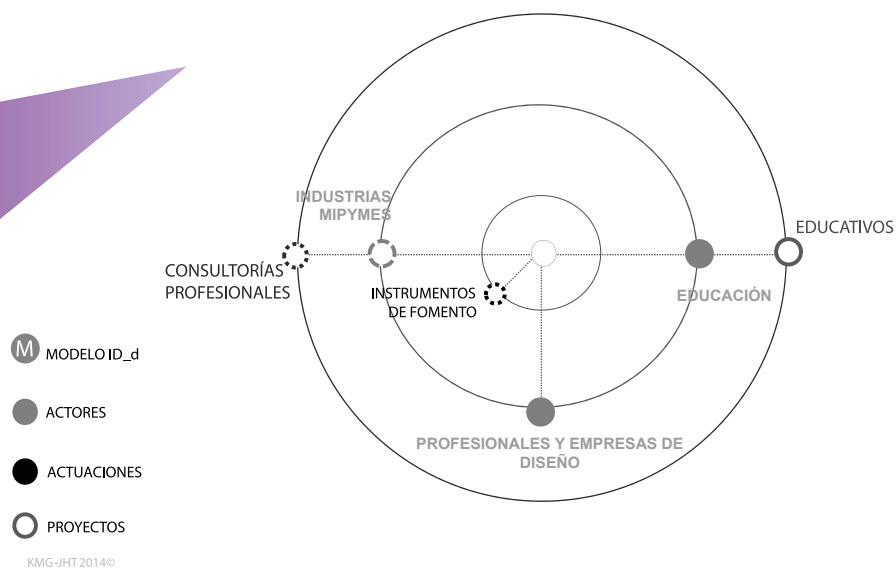 INDUSTRIAS
MIPYMES
EDUCATIVOS
CONSULTORÍAS
PROFESIONALES
INSTRUMENTOS
DE FOMENTO
EDUCACIÓN
M MODELO ID_d
ACTORES
PROFESIONALES Y EMPRESAS DE
DISEÑO
ACTUACIONES
PROYECTOS
KMG-JHT 2014©